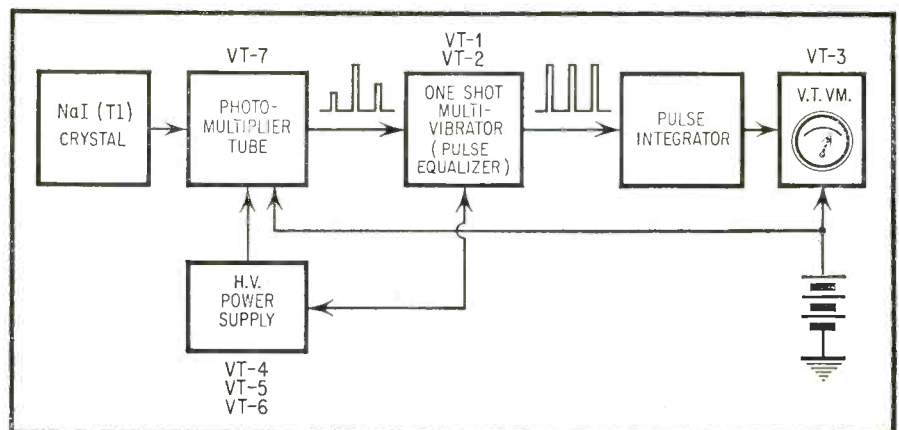 VT-7
VT-1
VT-2
VT-3
NaI (Tl)
CRYSTAL
PHOTO-
MULTIPLIER
TUBE
ONE SHOT
MULTI-
VIBRATOR
(PULSE
EQUALIZER)
PULSE
INTEGRATOR
V.T. VM.
H.V.
POWER
SUPPLY
VT-4
VT-5
VT-6